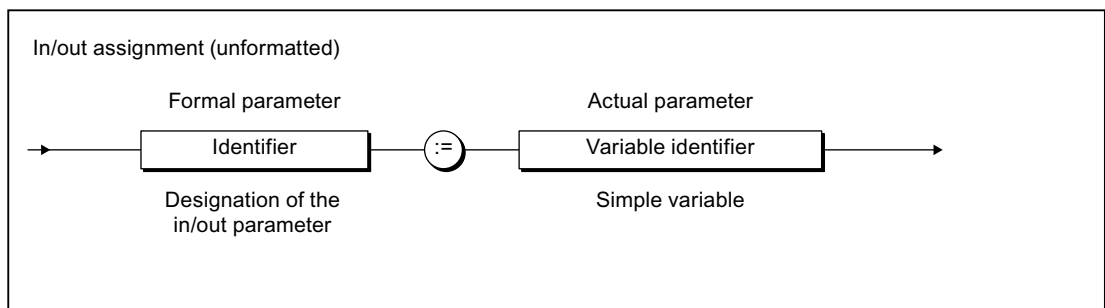 In/out assignment (unformatted)
Formal parameter
Actual parameter
Identifier
:=
Variable identifier
Designation of the
in/out parameter
Simple variable